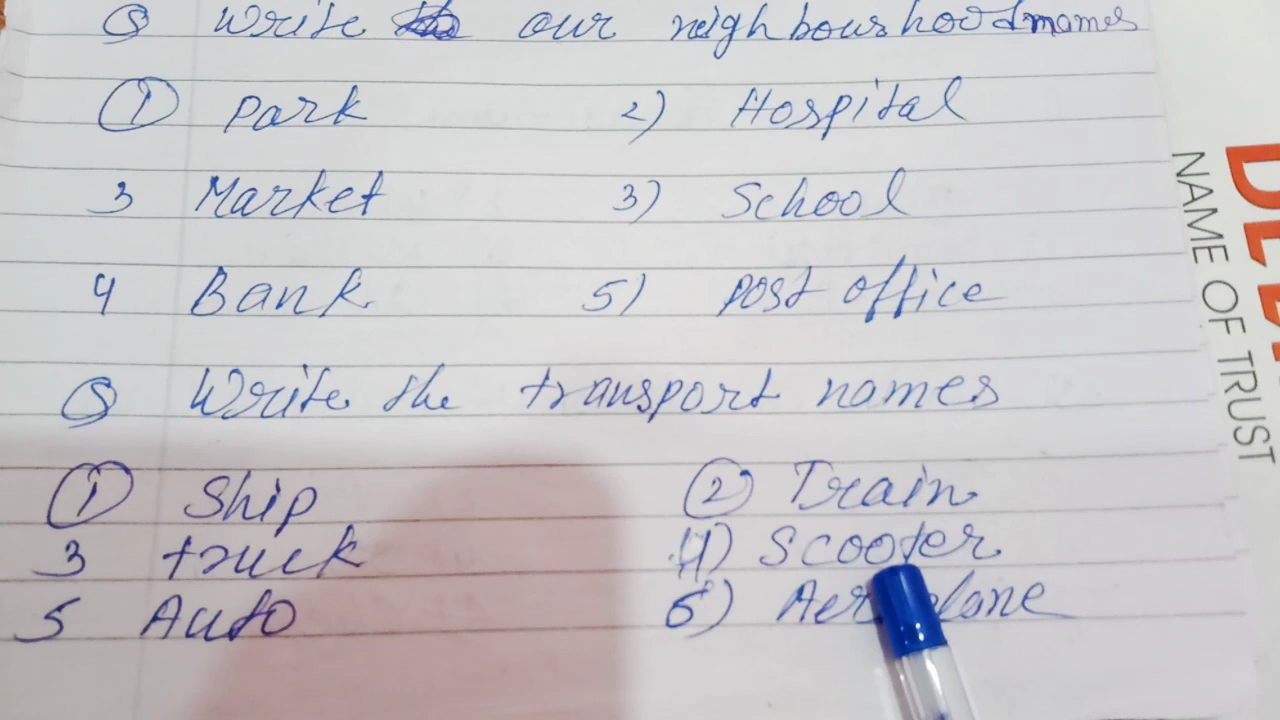 Q Write our neighbourhood names
① Park 2) Hospital
3 Market 3) School
4 Bank 5) Post office
Q Write the transport names
① Ship ② Train
3 truck 4) Scooter
5 Auto 6) Aeroplane
NAME OF TRUST